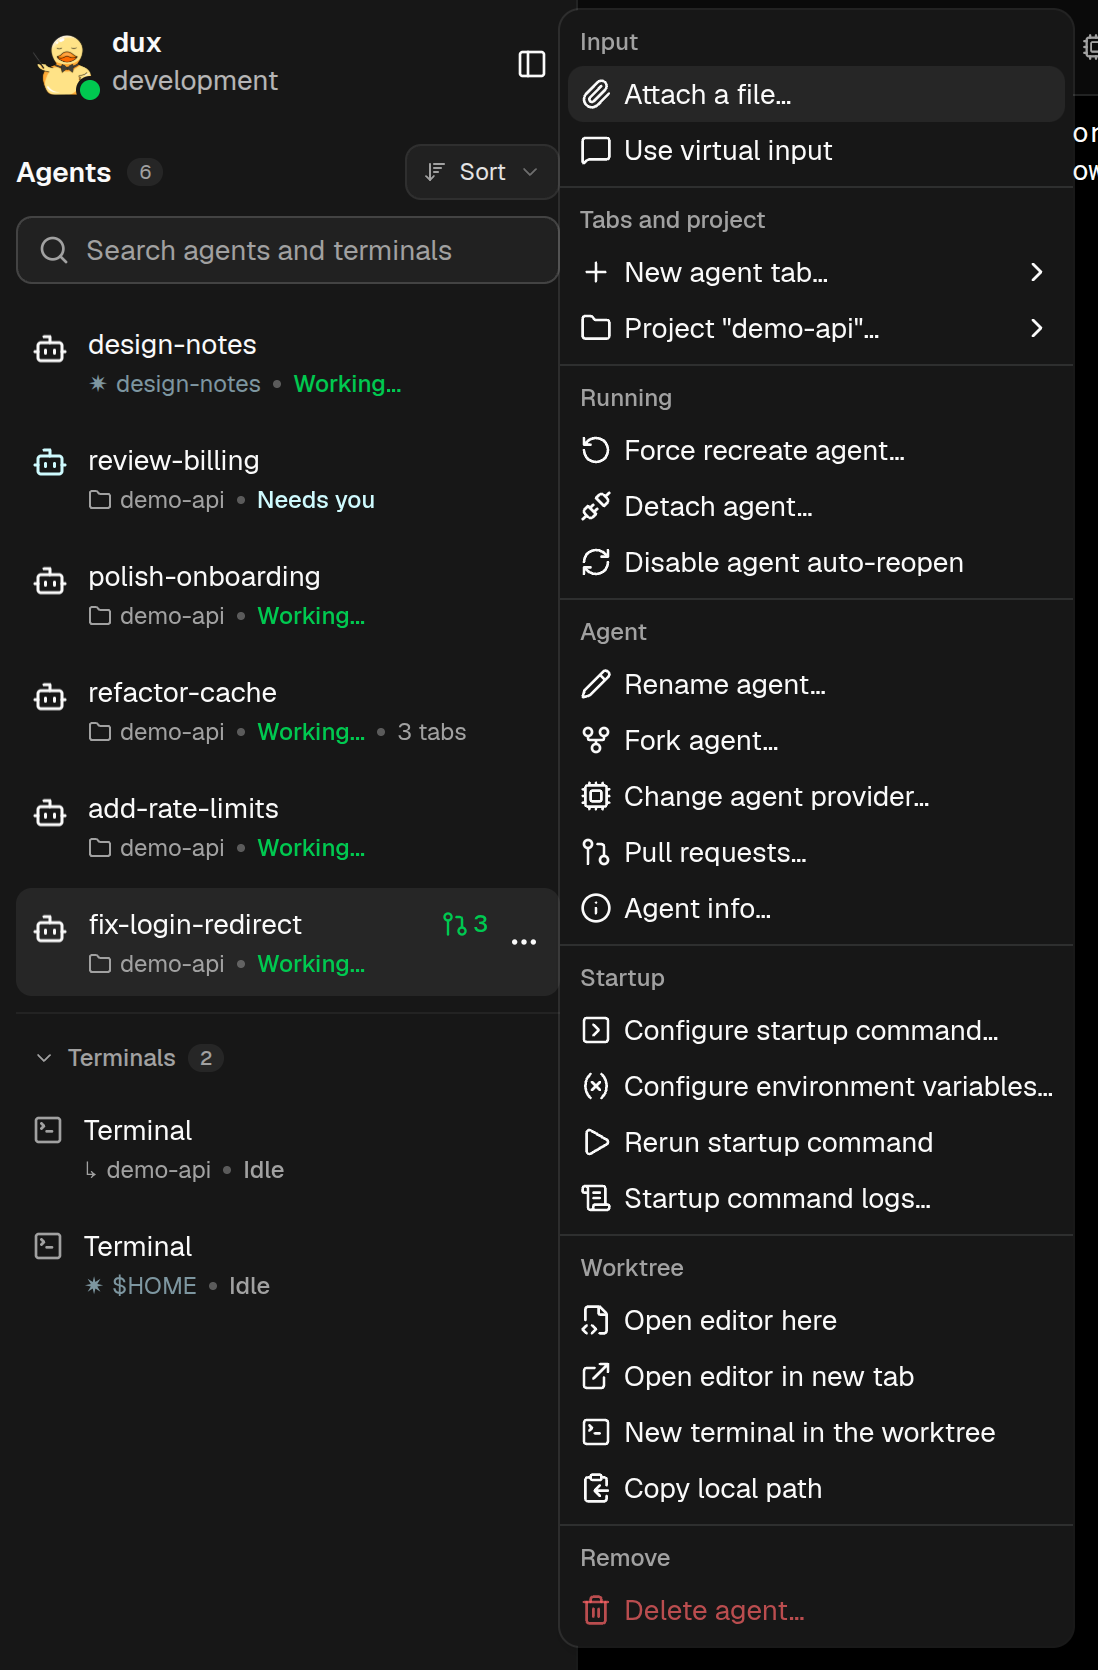 dux
development
Agents 6
Sort
Search agents and terminals
design-notes
design-notes • Working...
review-billing
demo-api • Needs you
polish-onboarding
demo-api • Working...
refactor-cache
demo-api • Working... • 3 tabs
add-rate-limits
demo-api • Working...
fix-login-redirect 3
demo-api • Working...
Terminals 2
Terminal
demo-api • Idle
Terminal
$HOME • Idle
Input
Attach a file...
Use virtual input
Tabs and project
New agent tab...
Project "demo-api"...
Running
Force recreate agent...
Detach agent...
Disable agent auto-reopen
Agent
Rename agent...
Fork agent...
Change agent provider...
Pull requests...
Agent info...
Startup
Configure startup command...
Configure environment variables...
Rerun startup command
Startup command logs...
Worktree
Open editor here
Open editor in new tab
New terminal in the worktree
Copy local path
Remove
Delete agent...